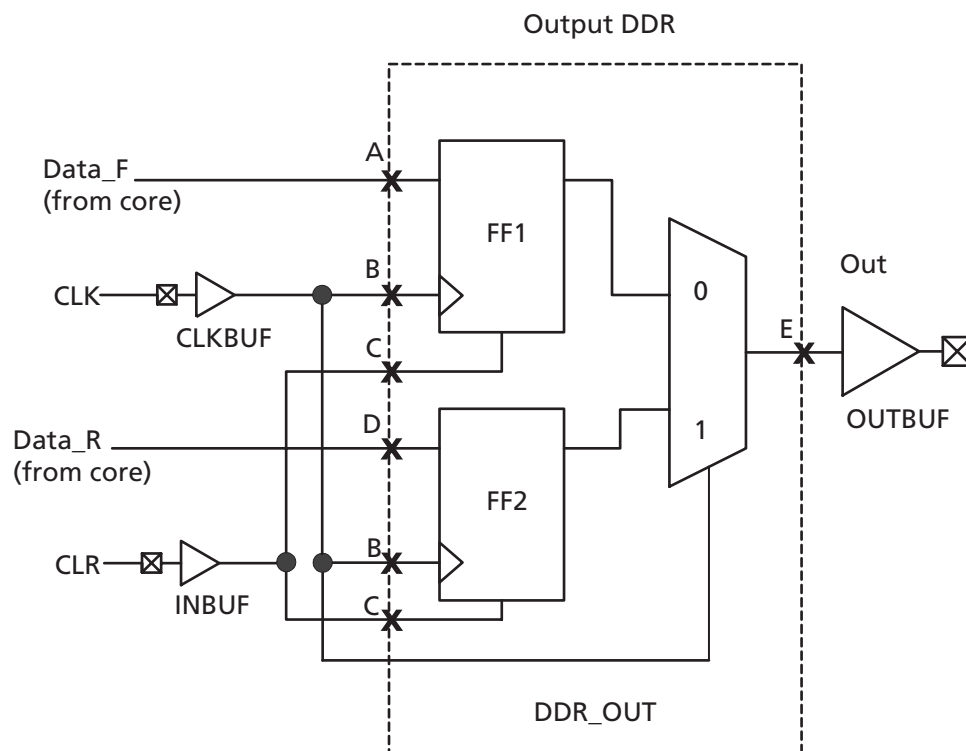 Output DDR
A
Data_F
(from core)
FF1
B
CLK
CLKBUF
0
Out
C
E
D
1
OUTBUF
Data_R
(from core)
FF2
B
CLR
INBUF
C
DDR_OUT